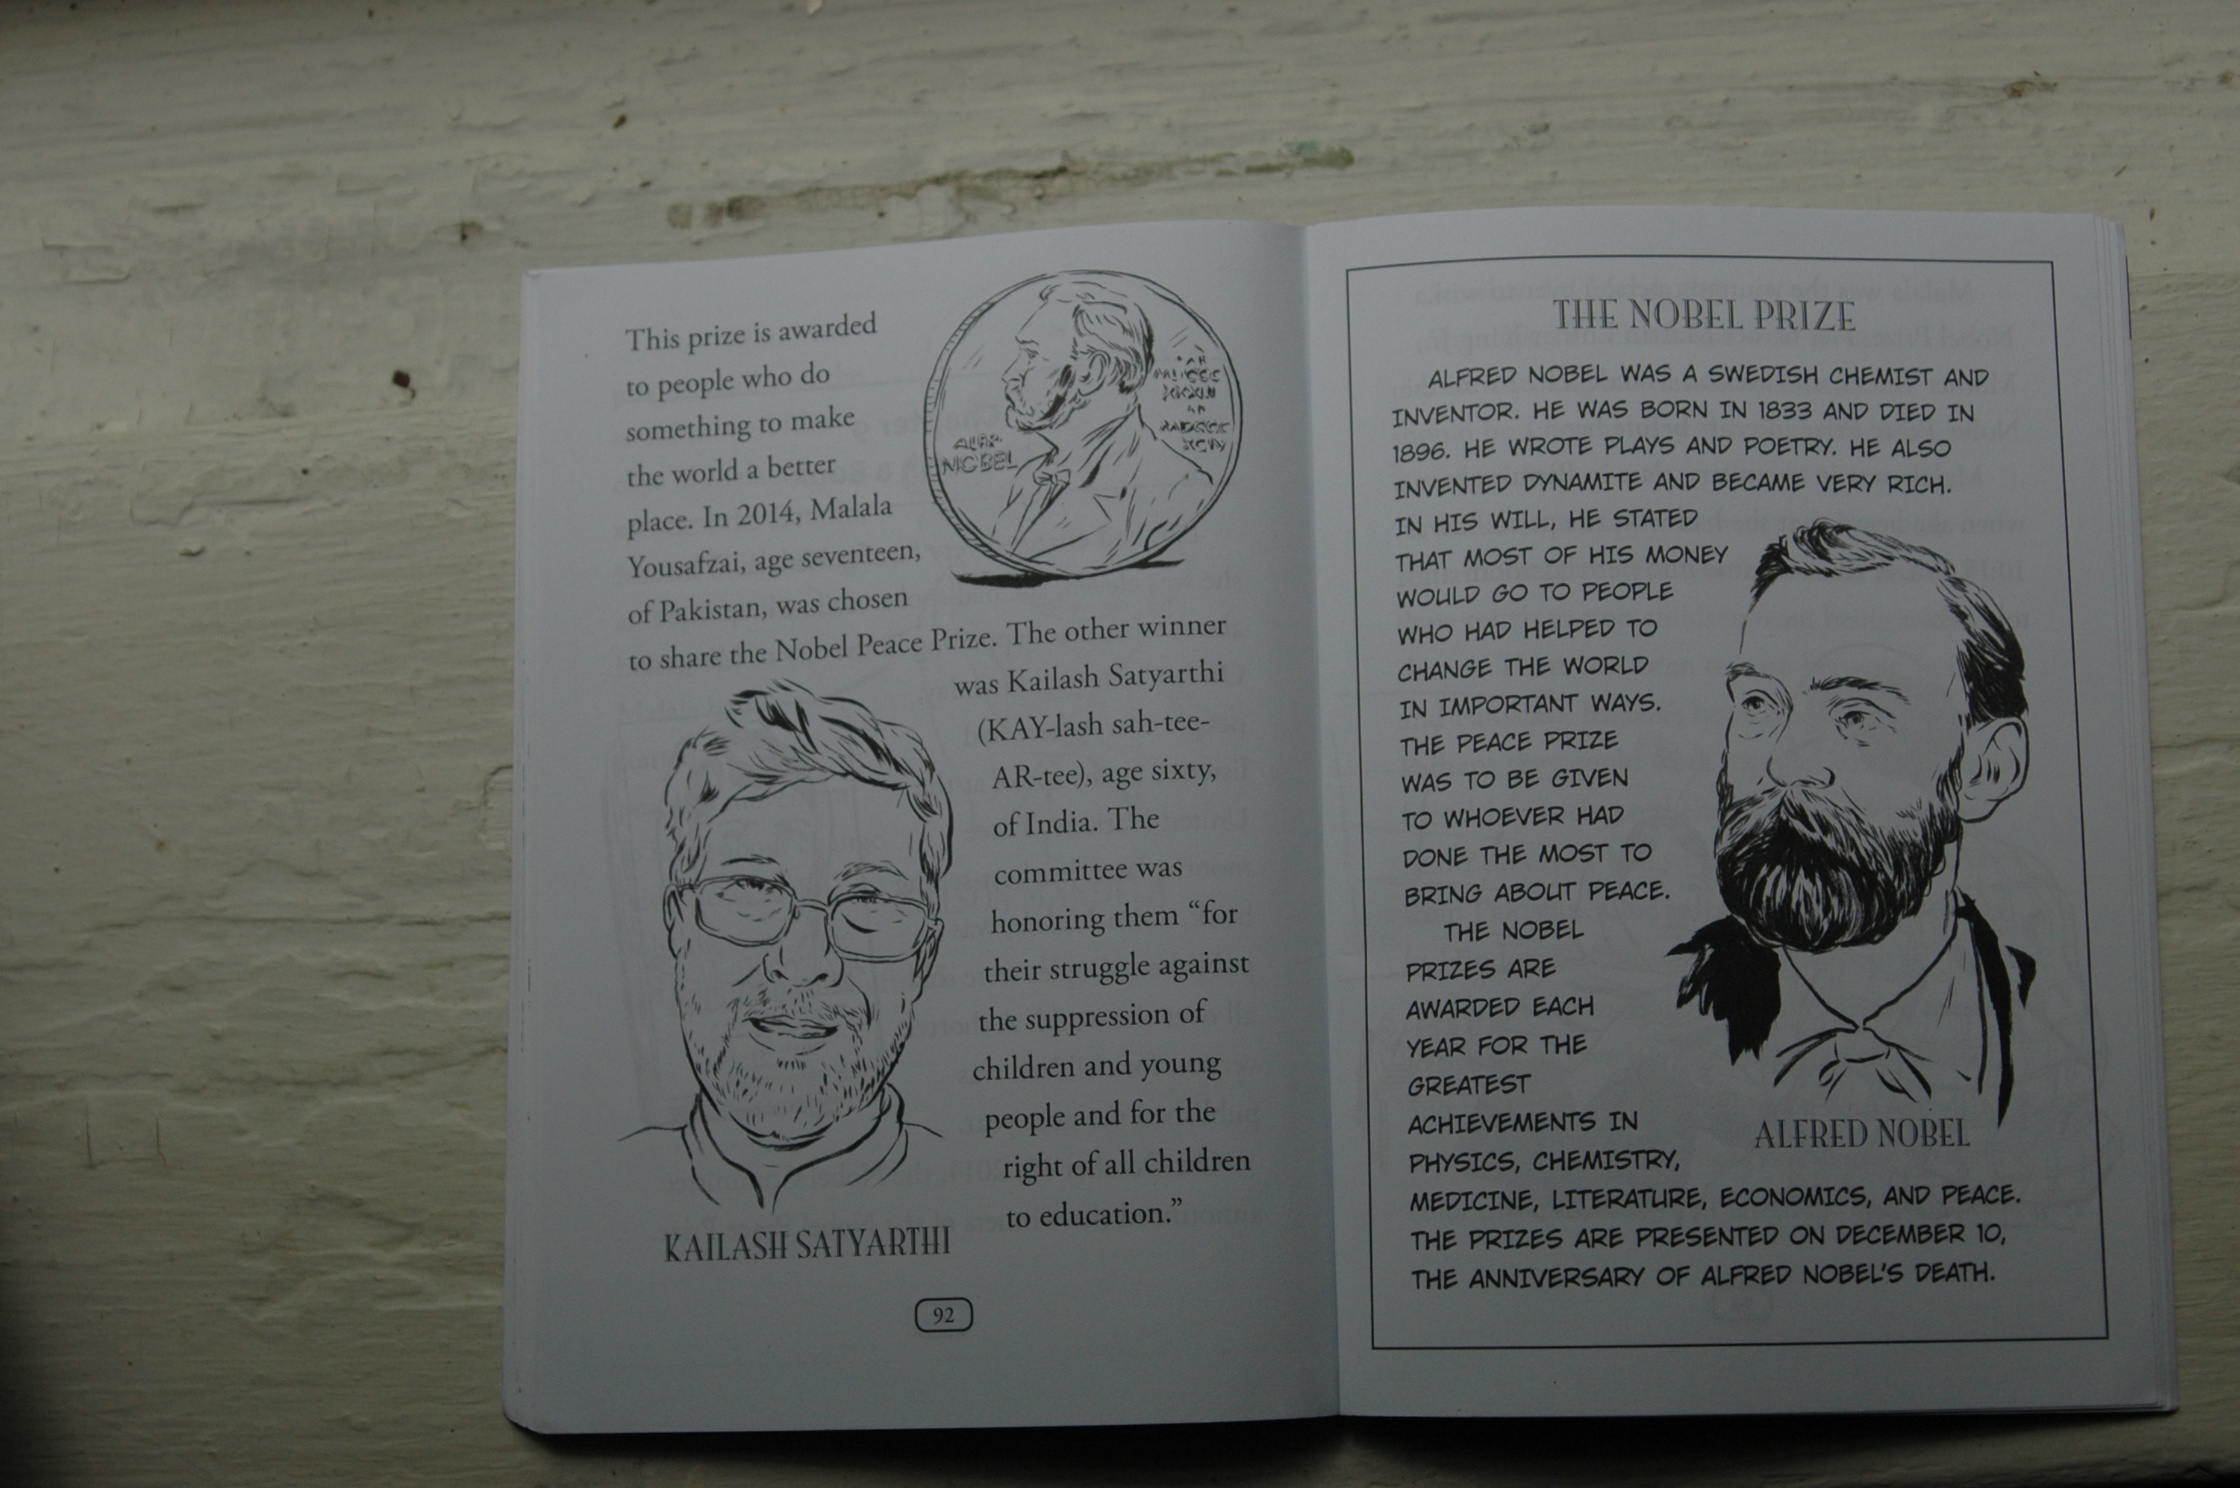 This prize is awarded
to people who do
something to make
the world a better
place. In 2014, Malala
Yousafzai, age seventeen,
of Pakistan, was chosen
to share the Nobel Peace Prize. The other winner
was Kailash Satyarthi
(KAY-lash sah-tee-
AR-tee), age sixty,
of India. The
committee was
honoring them “for
their struggle against
the suppression of
children and young
people and for the
right of all children
to education.”
ALFR.
NOBEL
KAILASH SATYARTHI
92
THE NOBEL PRIZE
ALFRED NOBEL WAS A SWEDISH CHEMIST AND
INVENTOR. HE WAS BORN IN 1833 AND DIED IN
1896. HE WROTE PLAYS AND POETRY. HE ALSO
INVENTED DYNAMITE AND BECAME VERY RICH.
IN HIS WILL, HE STATED
THAT MOST OF HIS MONEY
WOULD GO TO PEOPLE
WHO HAD HELPED TO
CHANGE THE WORLD
IN IMPORTANT WAYS.
THE PEACE PRIZE
WAS TO BE GIVEN
TO WHOEVER HAD
DONE THE MOST TO
BRING ABOUT PEACE.
THE NOBEL
PRIZES ARE
AWARDED EACH
YEAR FOR THE
GREATEST
ACHIEVEMENTS IN
PHYSICS, CHEMISTRY,
MEDICINE, LITERATURE, ECONOMICS, AND PEACE.
THE PRIZES ARE PRESENTED ON DECEMBER 10,
THE ANNIVERSARY OF ALFRED NOBEL'S DEATH.
ALFRED NOBEL